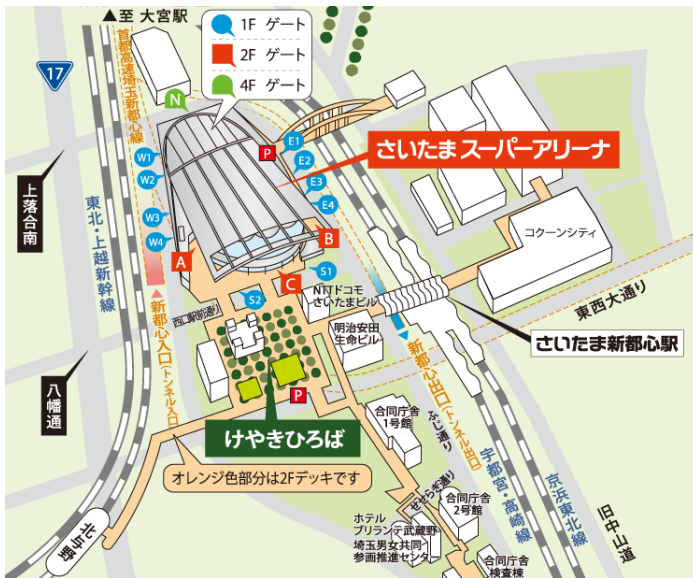 ▲至 大宮駅
1F ゲート
2F ゲート
4F ゲート
17
首都高速埼玉新都心線
N
P
E1
E2
E3
E4
W1
W2
W3
W4
さいたまスーパーアリーナ
上落合南
東北・上越新幹線
A
B
C
S1
S2
コクーンシティ
NTTドコモ
さいたまビル
西口駅前通り
明治安田
生命ビル
東西大通り
さいたま新都心駅
▲新都心入口(トンネル入口)
▼新都心出口(トンネル出口)
八幡通
P
けやきひろば
オレンジ色部分は2Fデッキです
合同庁舎
1号館
ふじ通り
せせらぎ通り
宇都宮・高崎線
京浜東北線
旧中山道
北与野
合同庁舎
2号館
ホテル
ブリランテ武蔵野
埼玉男女共同
参画推進センター
合同庁舎
検査棟